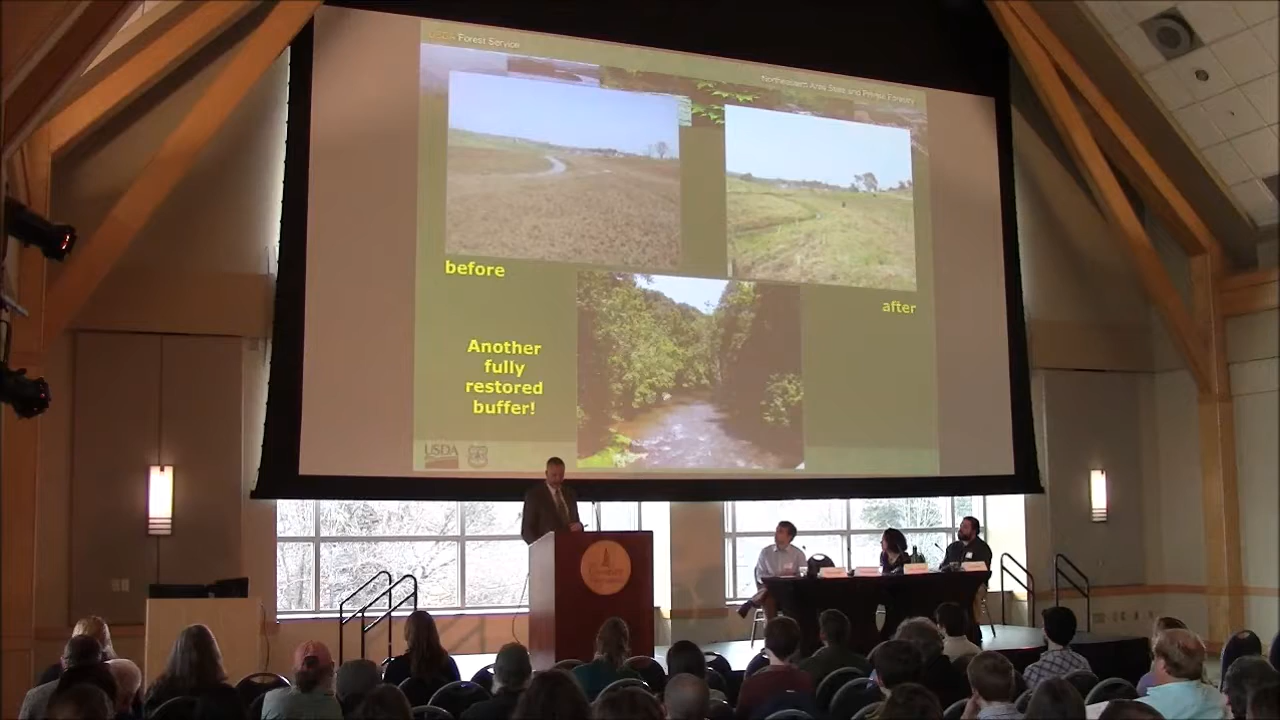 USDA Forest Service
Northeastern Area State and Private Forestry
before
after
Another
fully
restored
buffer!
USDA